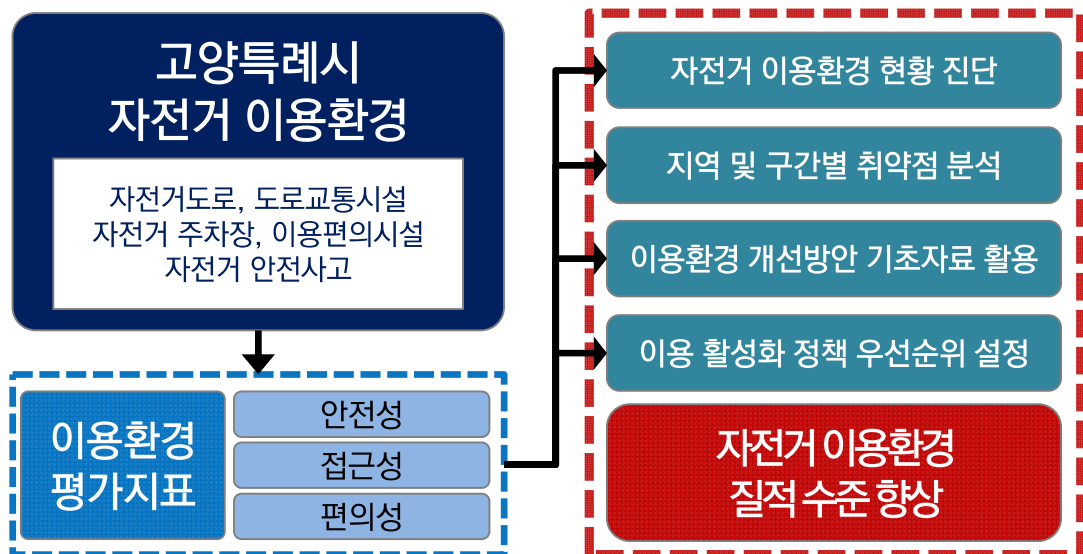 고양특례시
자전거 이용환경
자전거도로, 도로교통시설
자전거 주차장, 이용편의시설
자전거 안전사고
이용환경
평가지표
안전성
접근성
편의성
자전거 이용환경 현황 진단
지역 및 구간별 취약점 분석
이용환경 개선방안 기초자료 활용
이용 활성화 정책 우선순위 설정
자전거 이용환경
질적 수준 향상